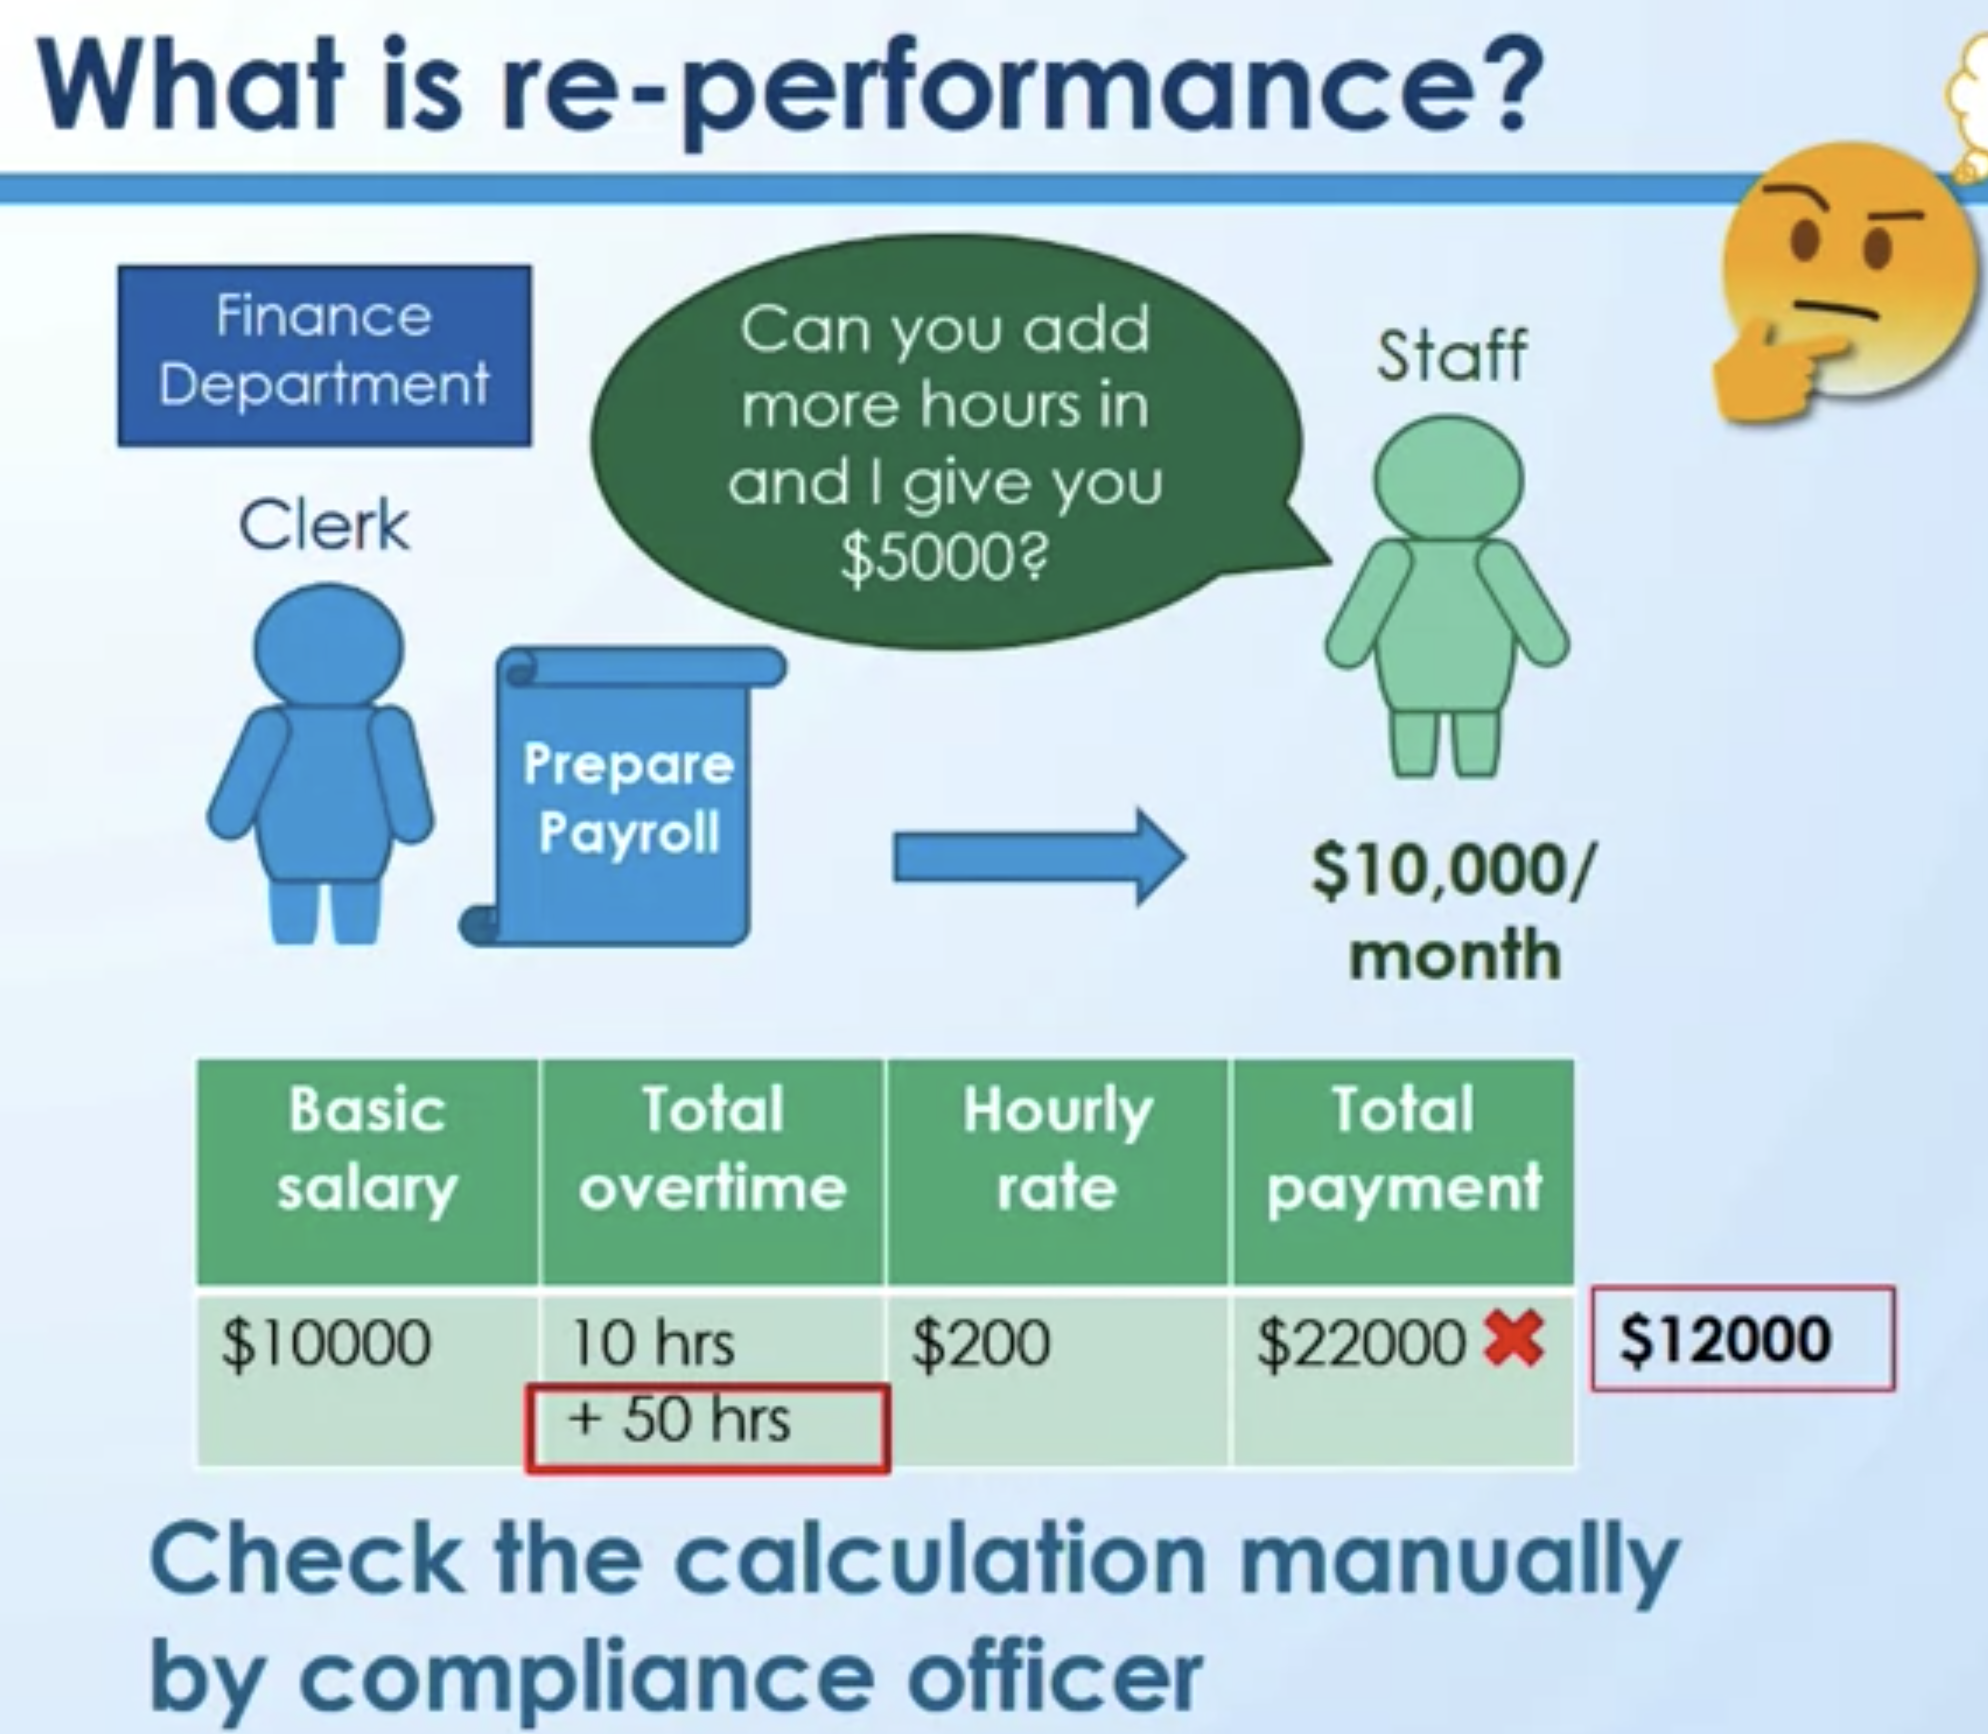 What is re-performance?
Finance
Department
Can you add
more hours in
and I give you
$5000?
Staff
Clerk
Prepare
Payroll
$10,000/
month
Basic
salary
Total
overtime
Hourly
rate
Total
payment
$10000
10 hrs
+ 50 hrs
$200
$22000
$12000
Check the calculation manually
by compliance officer